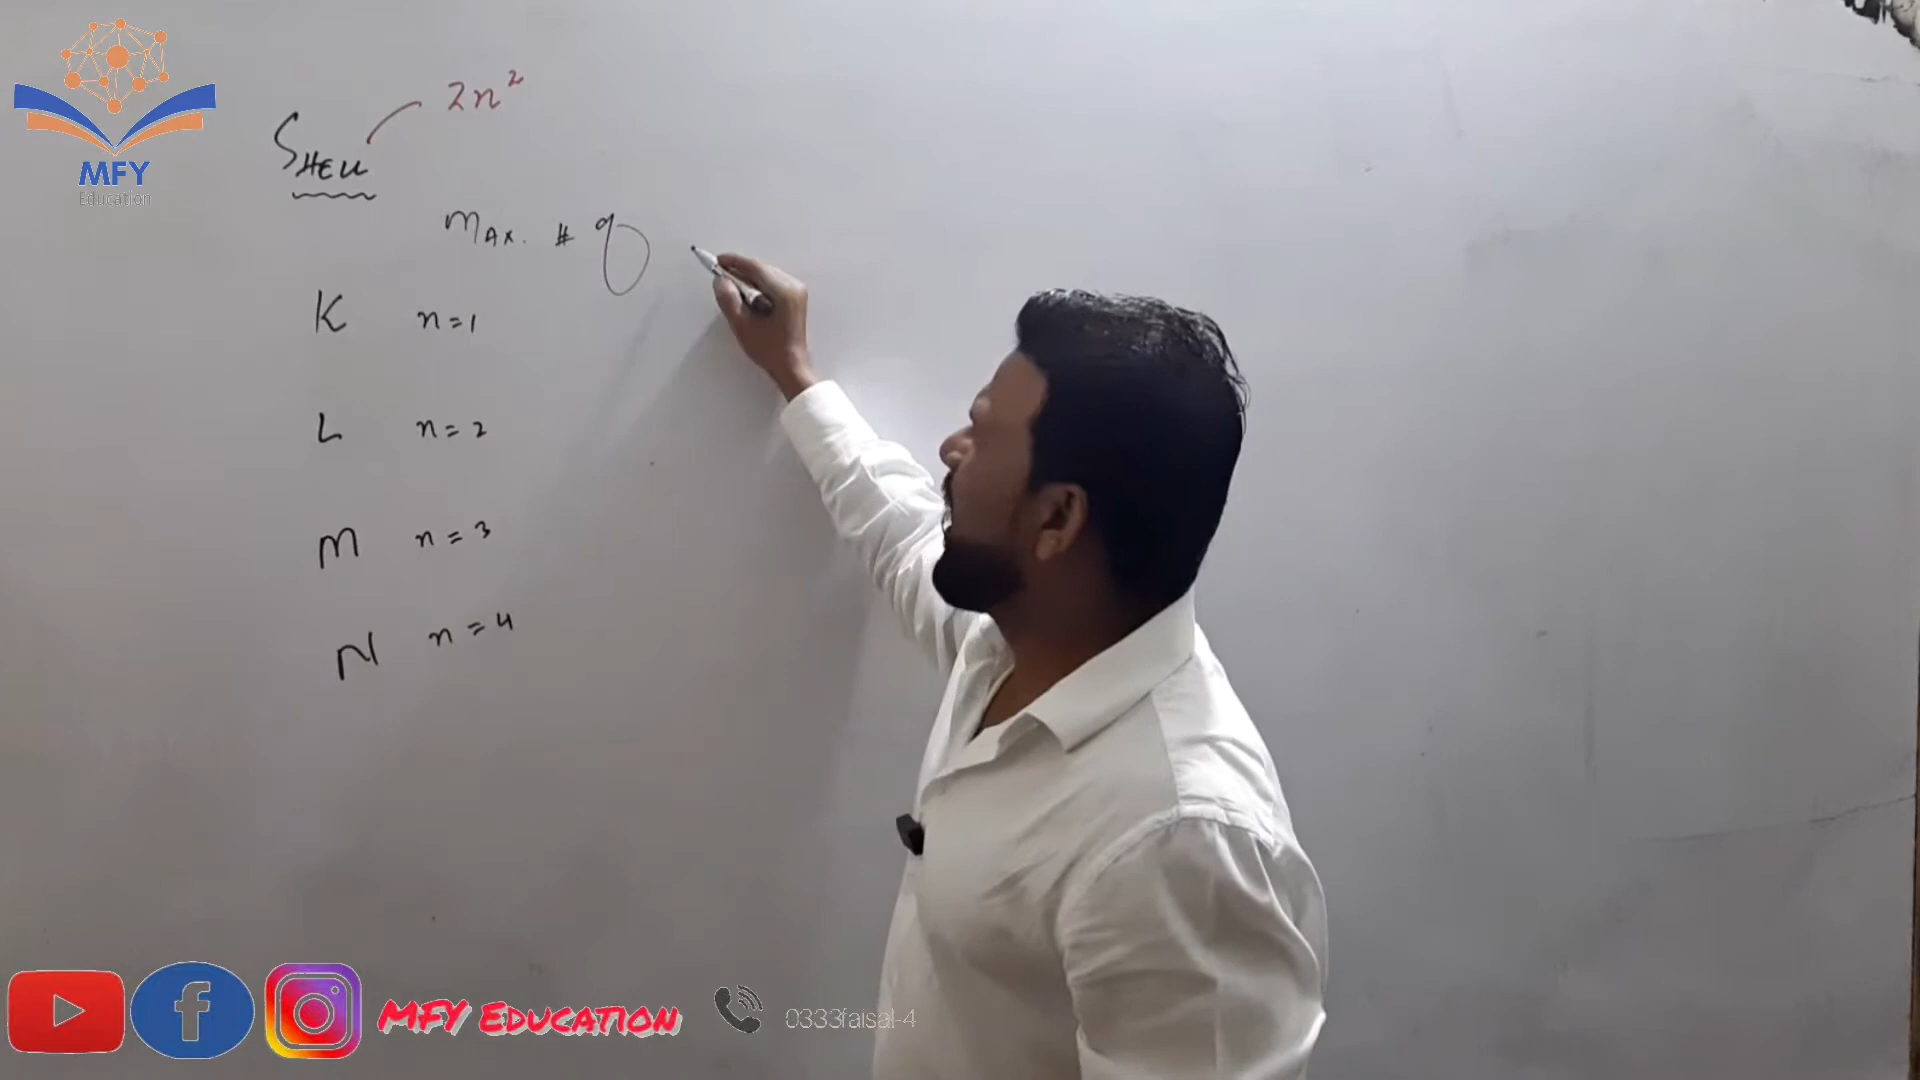 MFY
Education
SHELL
2n²
MAX. # of
K n=1
L n=2
M n=3
N n=4
MFY EDUCATION
0333faisal-4